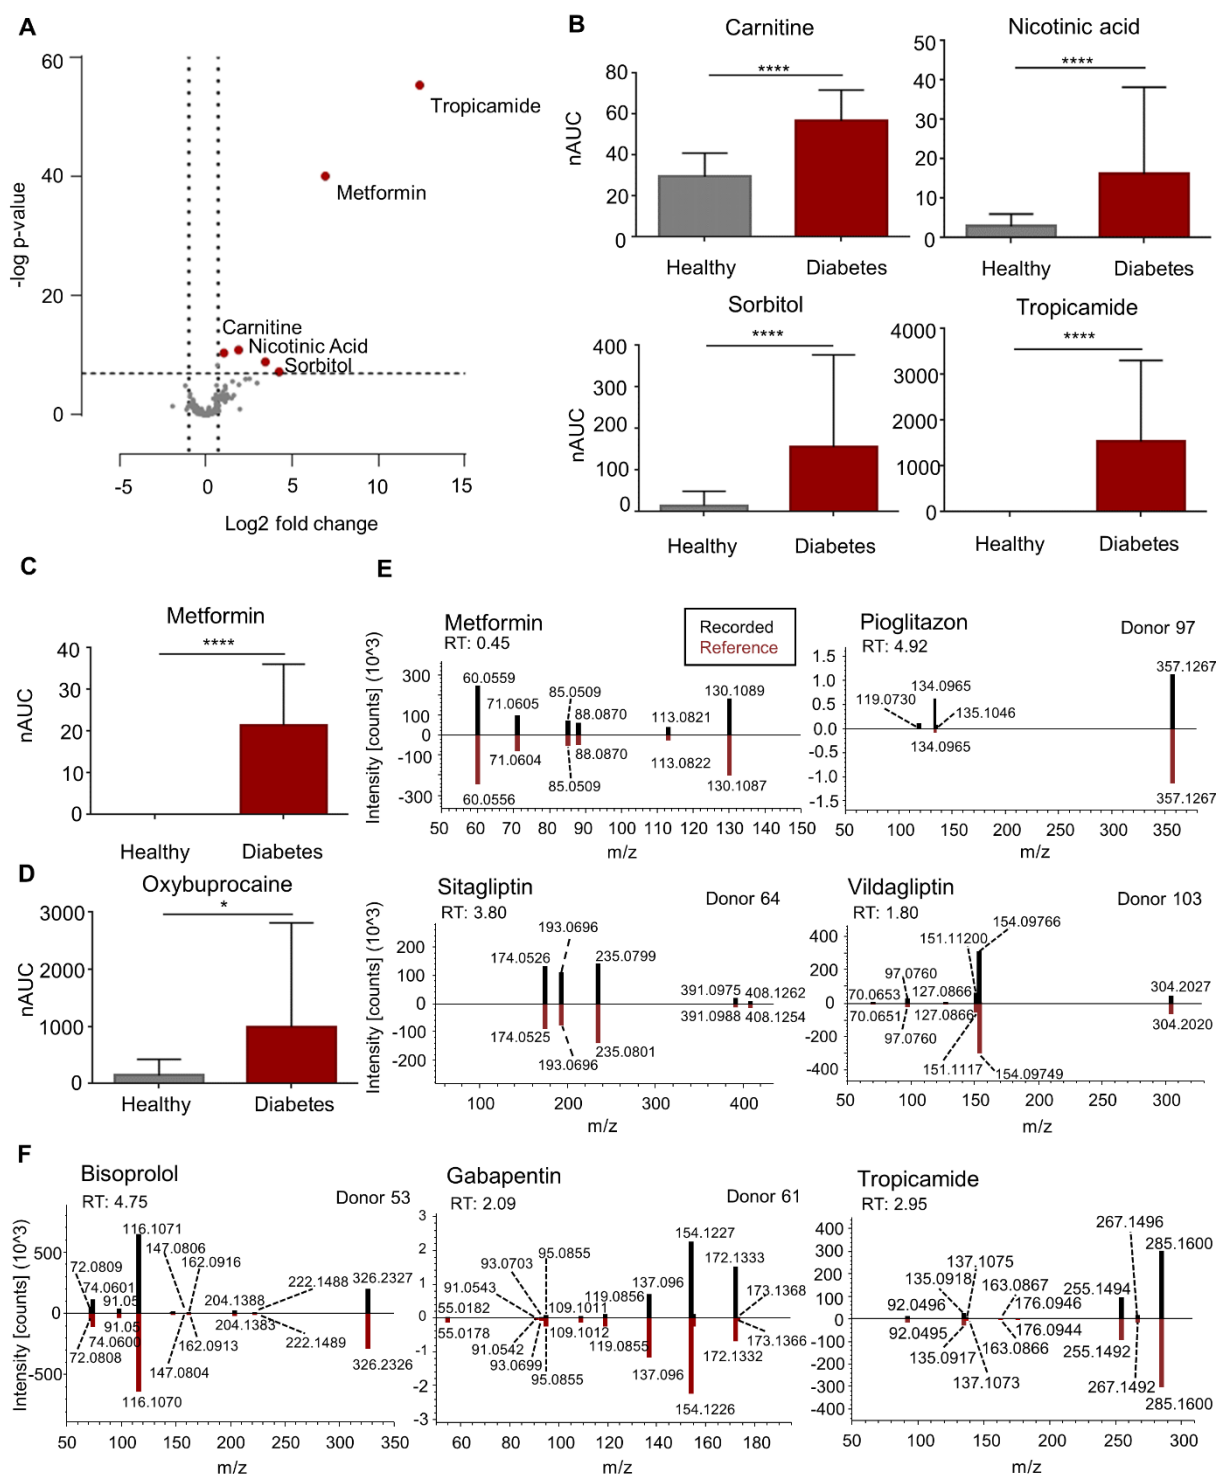 A
60
40
20
0
-log p-value
Tropicamide
Metformin
Carnitine
Nicotinic Acid
Sorbitol
-5
0
5
10
15
Log2 fold change
B
Carnitine
****
80
60
40
20
0
nAUC
Healthy
Diabetes
Nicotinic acid
****
50
40
30
20
10
0
Healthy
Diabetes
Sorbitol
****
400
300
200
100
0
nAUC
Healthy
Diabetes
Tropicamide
****
4000
3000
2000
1000
0
Healthy
Diabetes
C
Metformin
****
40
30
20
10
0
nAUC
Healthy
Diabetes
D
Oxybuprocaine
*
3000
2000
1000
0
nAUC
Healthy
Diabetes
E
Metformin
RT: 0.45
Recorded
Reference
Intensity [counts] (10^3)
300
200
100
0
-100
-300
60.0559
71.0605
85.0509
88.0870
113.0821
130.1089
60.0556
71.0604
85.0509
88.0870
113.0822
130.1087
50 60 70 80 90 100 110 120 130 140 150
m/z
Pioglitazon
RT: 4.92
Donor 97
1.5
1.0
0.5
0.0
-0.5
-1.0
-1.5
119.0730
134.0965
135.1046
357.1267
134.0965
357.1267
50 100 150 200 250 300 350
m/z
Sitagliptin
RT: 3.80
Donor 64
Intensity [counts] (10^3)
200
100
0
-100
-200
174.0526
193.0696
235.0799
391.0975
408.1262
174.0525
193.0696
235.0801
391.0988
408.1254
100 200 300 400
m/z
Vildagliptin
RT: 1.80
Donor 103
400
200
0
-200
-400
70.0653
97.0760
127.0866
151.11200
154.09766
304.2027
70.0651
97.0760
127.0866
151.1117
154.09749
304.2020
50 100 150 200 250 300
m/z
F
Bisoprolol
RT: 4.75
Donor 53
Intensity [counts] (10^3)
500
0
-500
72.0809
74.0601
91.05
116.1071
147.0806
162.0916
204.1388
222.1488
326.2327
72.0808
74.0600
91.05
116.1070
147.0804
162.0913
204.1383
222.1489
326.2326
50 100 150 200 250 300 350
m/z
Gabapentin
RT: 2.09
Donor 61
3
2
1
0
-1
-2
-3
55.0182
91.0543
93.0703
95.0855
109.1011
119.0856
137.096
154.1227
172.1333
173.1368
55.0178
91.0542
93.0699
95.0855
109.1012
119.0855
137.096
154.1226
172.1332
173.1366
60 80 100 120 140 160 180
m/z
Tropicamide
RT: 2.95
400
300
200
100
0
-100
-200
-300
-400
92.0496
135.0918
137.1075
163.0867
176.0946
255.1494
267.1496
285.1600
92.0495
135.0917
137.1073
163.0866
176.0944
255.1492
267.1492
285.1600
50 100 150 200 250 300
m/z